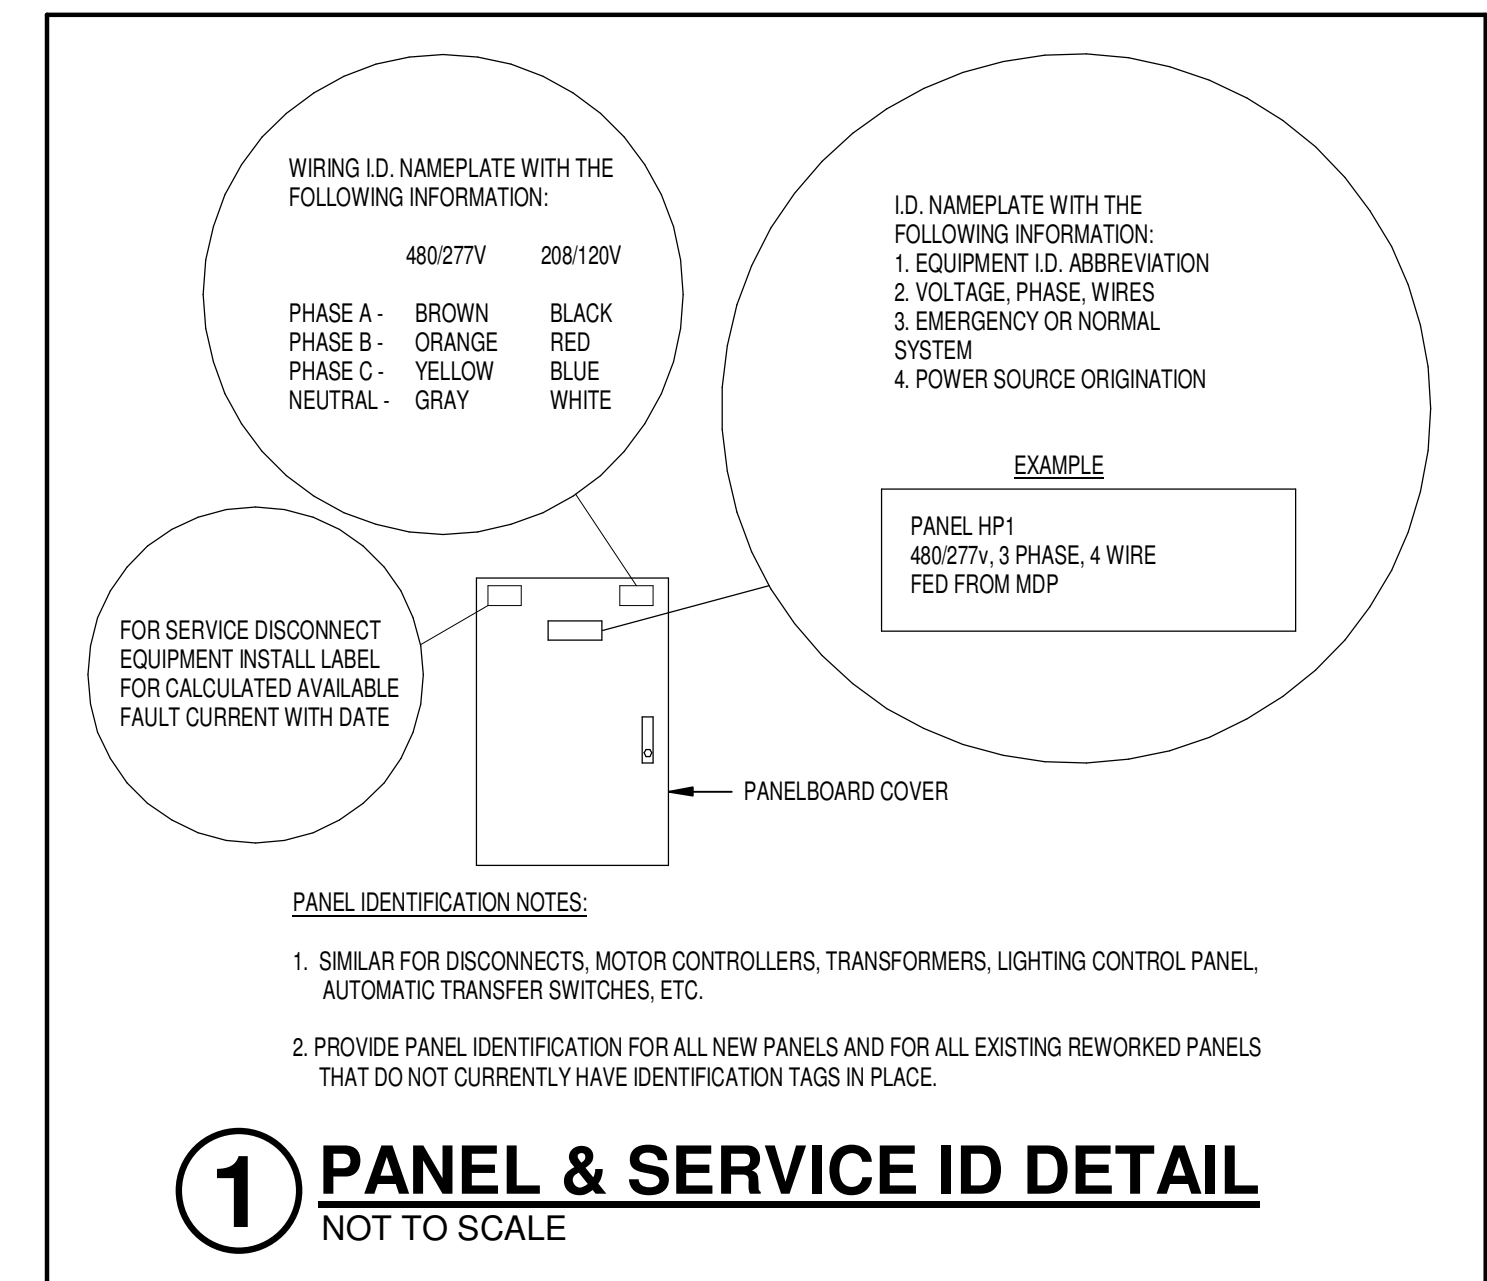 WIRING I.D. NAMEPLATE WITH THE
FOLLOWING INFORMATION:
480/277V 208/120V
PHASE A - BROWN BLACK
PHASE B - ORANGE RED
PHASE C - YELLOW BLUE
NEUTRAL - GRAY WHITE
I.D. NAMEPLATE WITH THE
FOLLOWING INFORMATION:
1. EQUIPMENT I.D. ABBREVIATION
2. VOLTAGE, PHASE, WIRES
3. EMERGENCY OR NORMAL
SYSTEM
4. POWER SOURCE ORIGINATION
EXAMPLE
PANEL HP1
480/277v, 3 PHASE, 4 WIRE
FED FROM MDP
FOR SERVICE DISCONNECT
EQUIPMENT INSTALL LABEL
FOR CALCULATED AVAILABLE
FAULT CURRENT WITH DATE
PANELBOARD COVER
PANEL IDENTIFICATION NOTES:
1. SIMILAR FOR DISCONNECTS, MOTOR CONTROLLERS, TRANSFORMERS, LIGHTING CONTROL PANEL,
AUTOMATIC TRANSFER SWITCHES, ETC.
2. PROVIDE PANEL IDENTIFICATION FOR ALL NEW PANELS AND FOR ALL EXISTING REWORKED PANELS
THAT DO NOT CURRENTLY HAVE IDENTIFICATION TAGS IN PLACE.
1 PANEL & SERVICE ID DETAIL
NOT TO SCALE